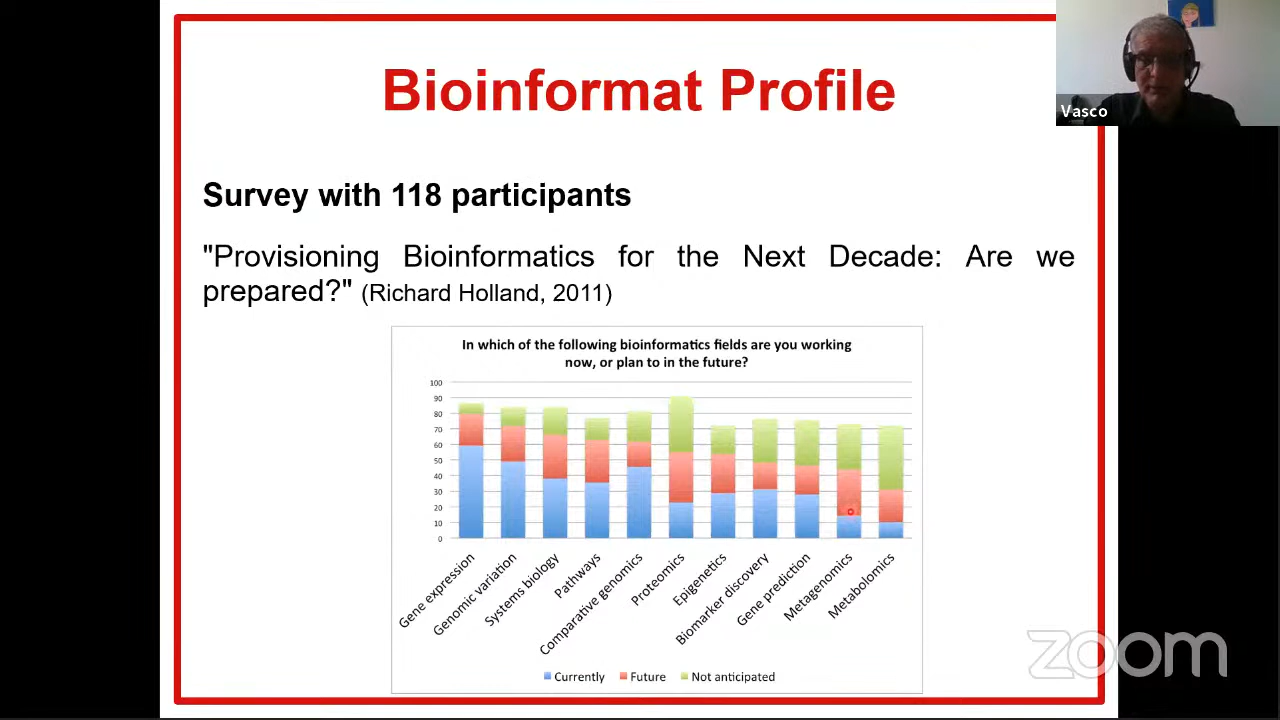 Bioinformat Profile
Vasco
Survey with 118 participants
"Provisioning Bioinformatics for the Next Decade: Are we
prepared?" (Richard Holland, 2011)
In which of the following bioinformatics fields are you working
now, or plan to in the future?
100
90
80
70
60
50
40
30
20
10
0
Gene expression
Genomic variation
Systems biology
Pathways
Comparative genomics
Proteomics
Epigenetics
Biomarker discovery
Gene prediction
Metagenomics
Metabolomics
Currently Future Not anticipated
zoom